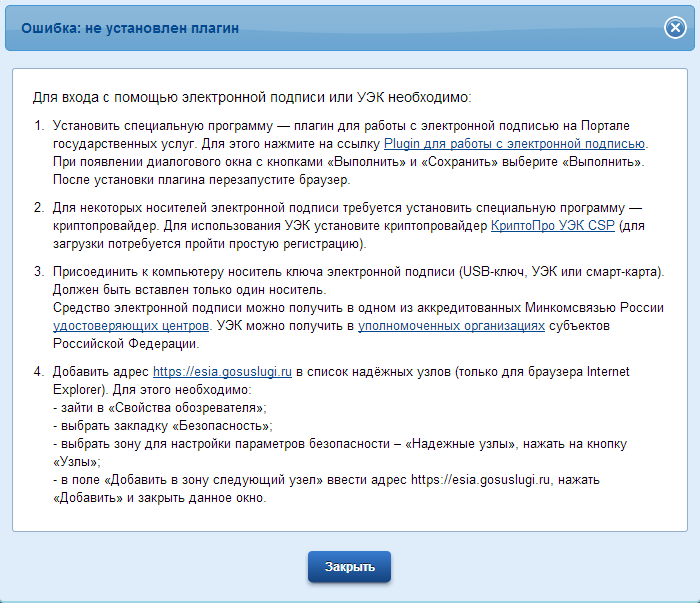 Ошибка: не установлен плагин
Для входа с помощью электронной подписи или УЭК необходимо:
1. Установить специальную программу — плагин для работы с электронной подписью на Портале
государственных услуг. Для этого нажмите на ссылку Plugin для работы с электронной подписью.
При появлении диалогового окна с кнопками «Выполнить» и «Сохранить» выберите «Выполнить».
После установки плагина перезапустите браузер.
2. Для некоторых носителей электронной подписи требуется установить специальную программу —
криптопровайдер. Для использования УЭК установите криптопровайдер КриптоПро УЭК CSP (для
загрузки потребуется пройти простую регистрацию).
3. Присоединить к компьютеру носитель ключа электронной подписи (USB-ключ, УЭК или смарт-карта).
Должен быть вставлен только один носитель.
Средство электронной подписи можно получить в одном из аккредитованных Минкомсвязью России
удостоверяющих центров. УЭК можно получить в уполномоченных организациях субъектов
Российской Федерации.
4. Добавить адрес https://esia.gosuslugi.ru в список надёжных узлов (только для браузера Internet
Explorer). Для этого необходимо:
- зайти в «Свойства обозревателя»;
- выбрать закладку «Безопасность»;
- выбрать зону для настройки параметров безопасности – «Надежные узлы», нажать на кнопку
«Узлы»;
- в поле «Добавить в зону следующий узел» ввести адрес https://esia.gosuslugi.ru, нажать
«Добавить» и закрыть данное окно.
Закрыть